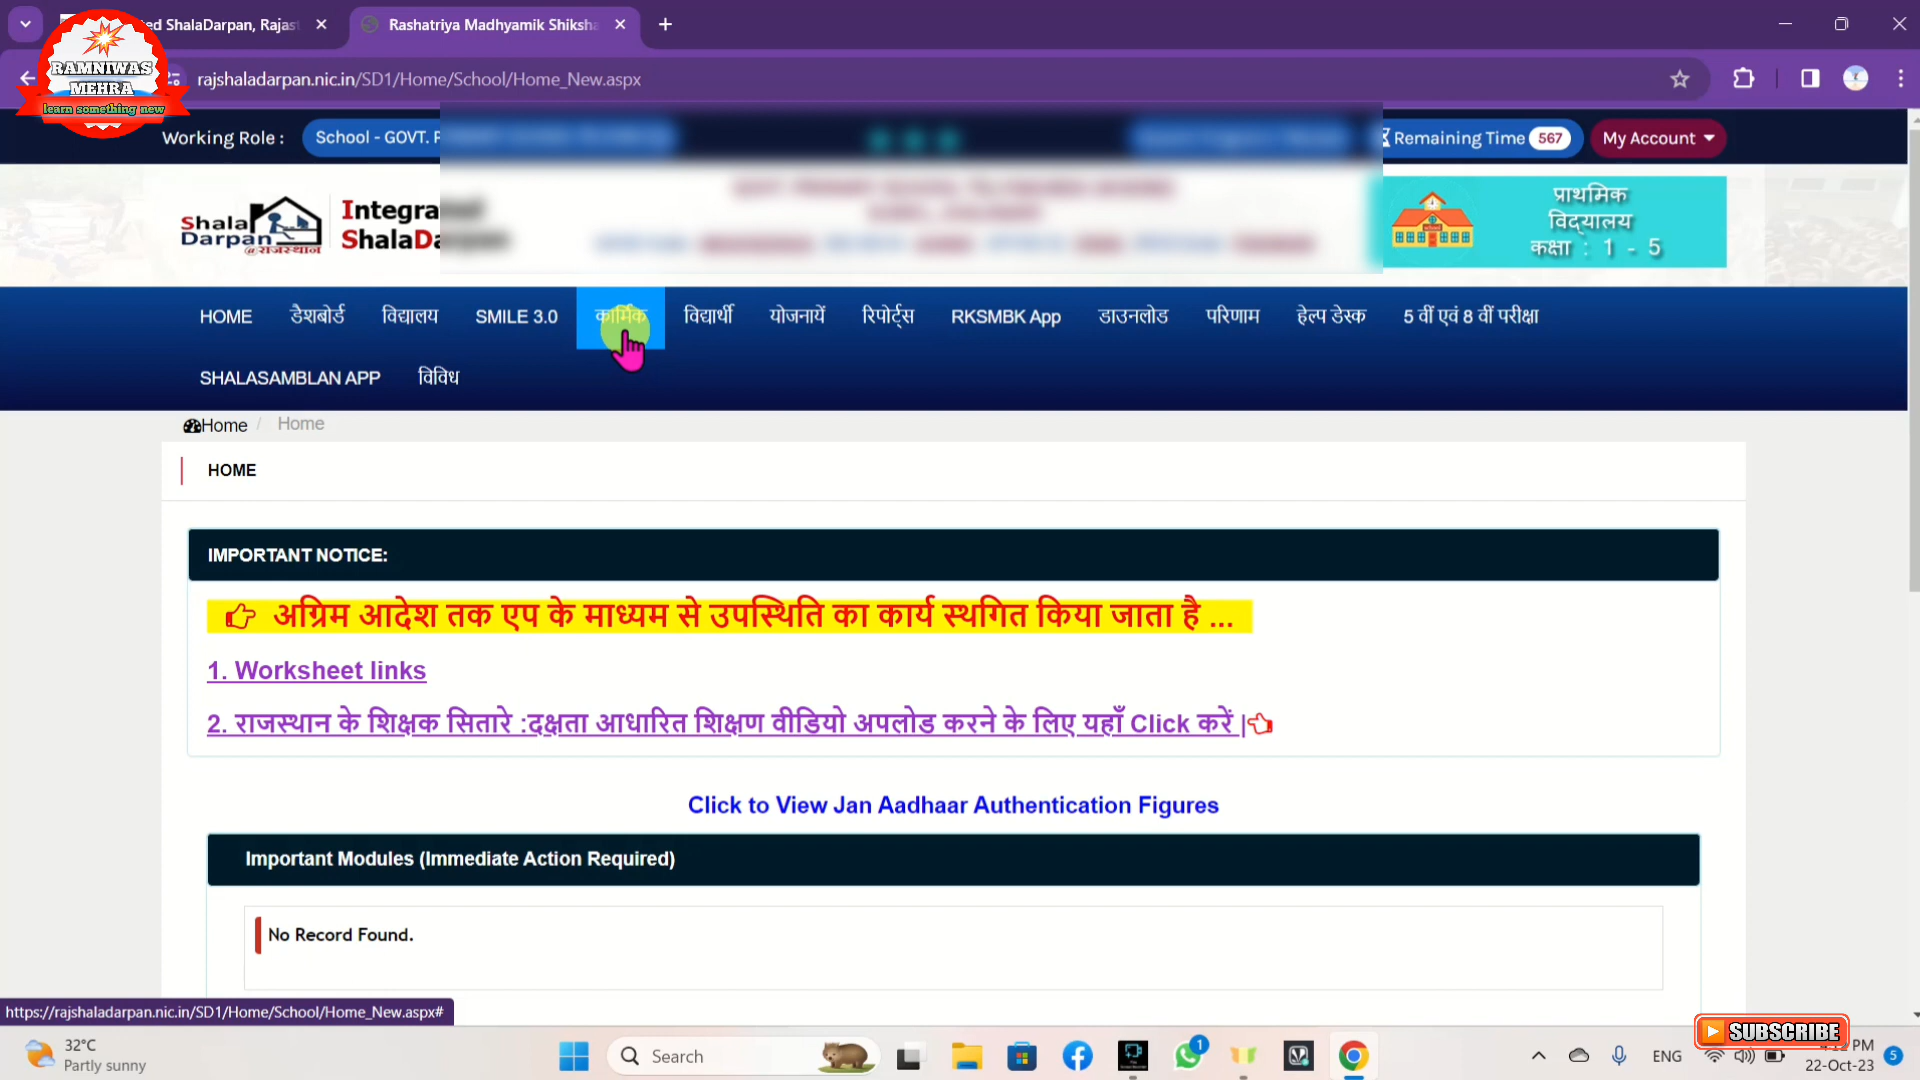 ted ShalaDarpan, Rajast
Rashatriya Madhyamik Shiksha
RAMNIWAS
MEHRA
learn something new
rajshaladarpan.nic.in/SD1/Home/School/Home_New.aspx
Working Role :
School - GOVT. P
Remaining Time 567
My Account
Shala
Darpan
@राजस्थान
Integrated
ShalaDarpan
प्राथमिक
विद्यालय
कक्षा : 1 - 5
HOME डैशबोर्ड विद्यालय SMILE 3.0 कार्मिक विद्यार्थी योजनायें रिपोर्ट्स RKSMBK App डाउनलोड परिणाम हेल्प डेस्क 5 वीं एवं 8 वीं परीक्षा
SHALASAMBLAN APP विविध
Home / Home
HOME
IMPORTANT NOTICE:
अग्रिम आदेश तक एप के माध्यम से उपस्थिति का कार्य स्थगित किया जाता है ...
1. Worksheet links
2. राजस्थान के शिक्षक सितारे :दक्षता आधारित शिक्षण वीडियो अपलोड करने के लिए यहाँ Click करें |
Click to View Jan Aadhaar Authentication Figures
Important Modules (Immediate Action Required)
No Record Found.
https://rajshaladarpan.nic.in/SD1/Home/School/Home_New.aspx#
SUBSCRIBE
32°C
Partly sunny
Search
1
ENG
PM
22-Oct-23
5